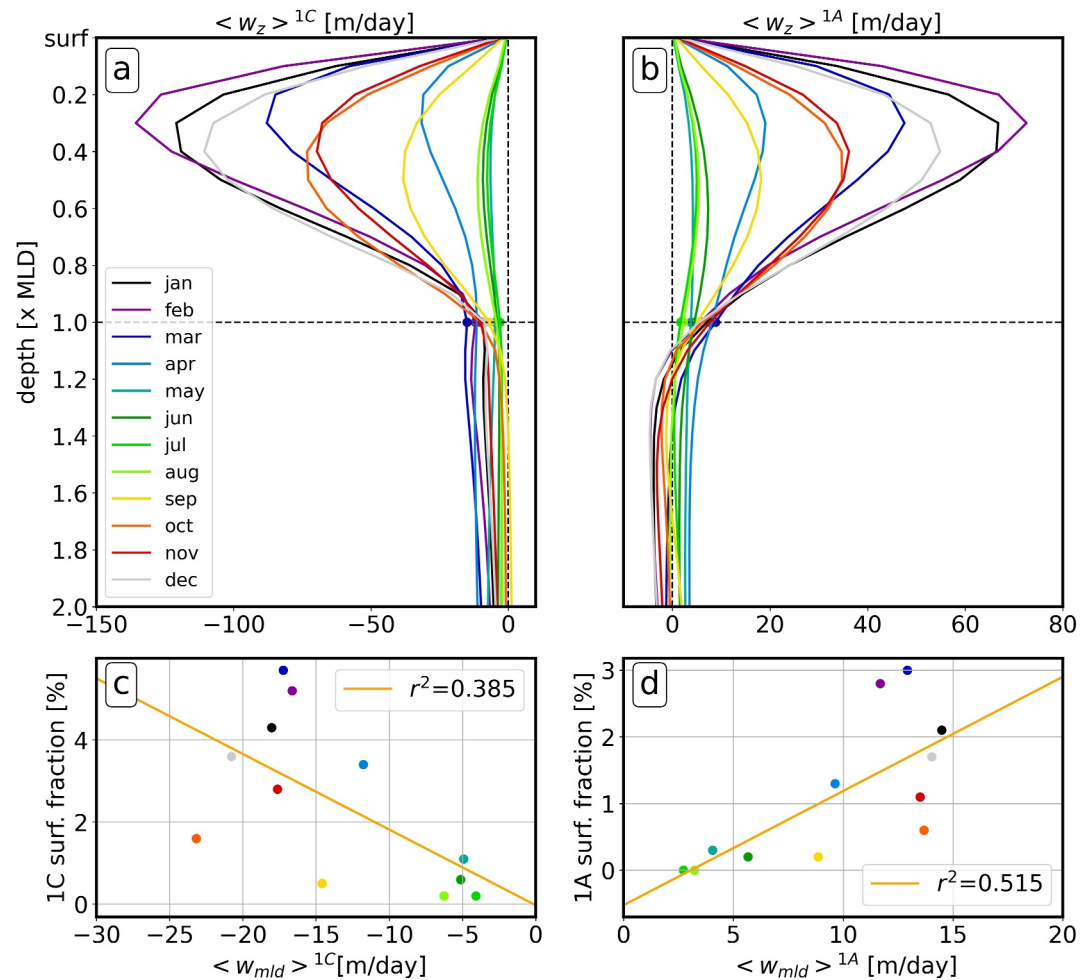 < w_z > ^1C [m/day]
< w_z > ^1A [m/day]
a
b
surf
0.2
0.4
0.6
0.8
1.0
1.2
1.4
1.6
1.8
2.0
depth [x MLD]
jan
feb
mar
apr
may
jun
jul
aug
sep
oct
nov
dec
−150
−100
−50
0
0
20
40
60
80
c
r²=0.385
4
2
0
1C surf. fraction [%]
−30
−25
−20
−15
−10
−5
0
< w_mld > ^1C[m/day]
d
r²=0.515
3
2
1
0
1A surf. fraction [%]
0
5
10
15
20
< w_mld > ^1A [m/day]